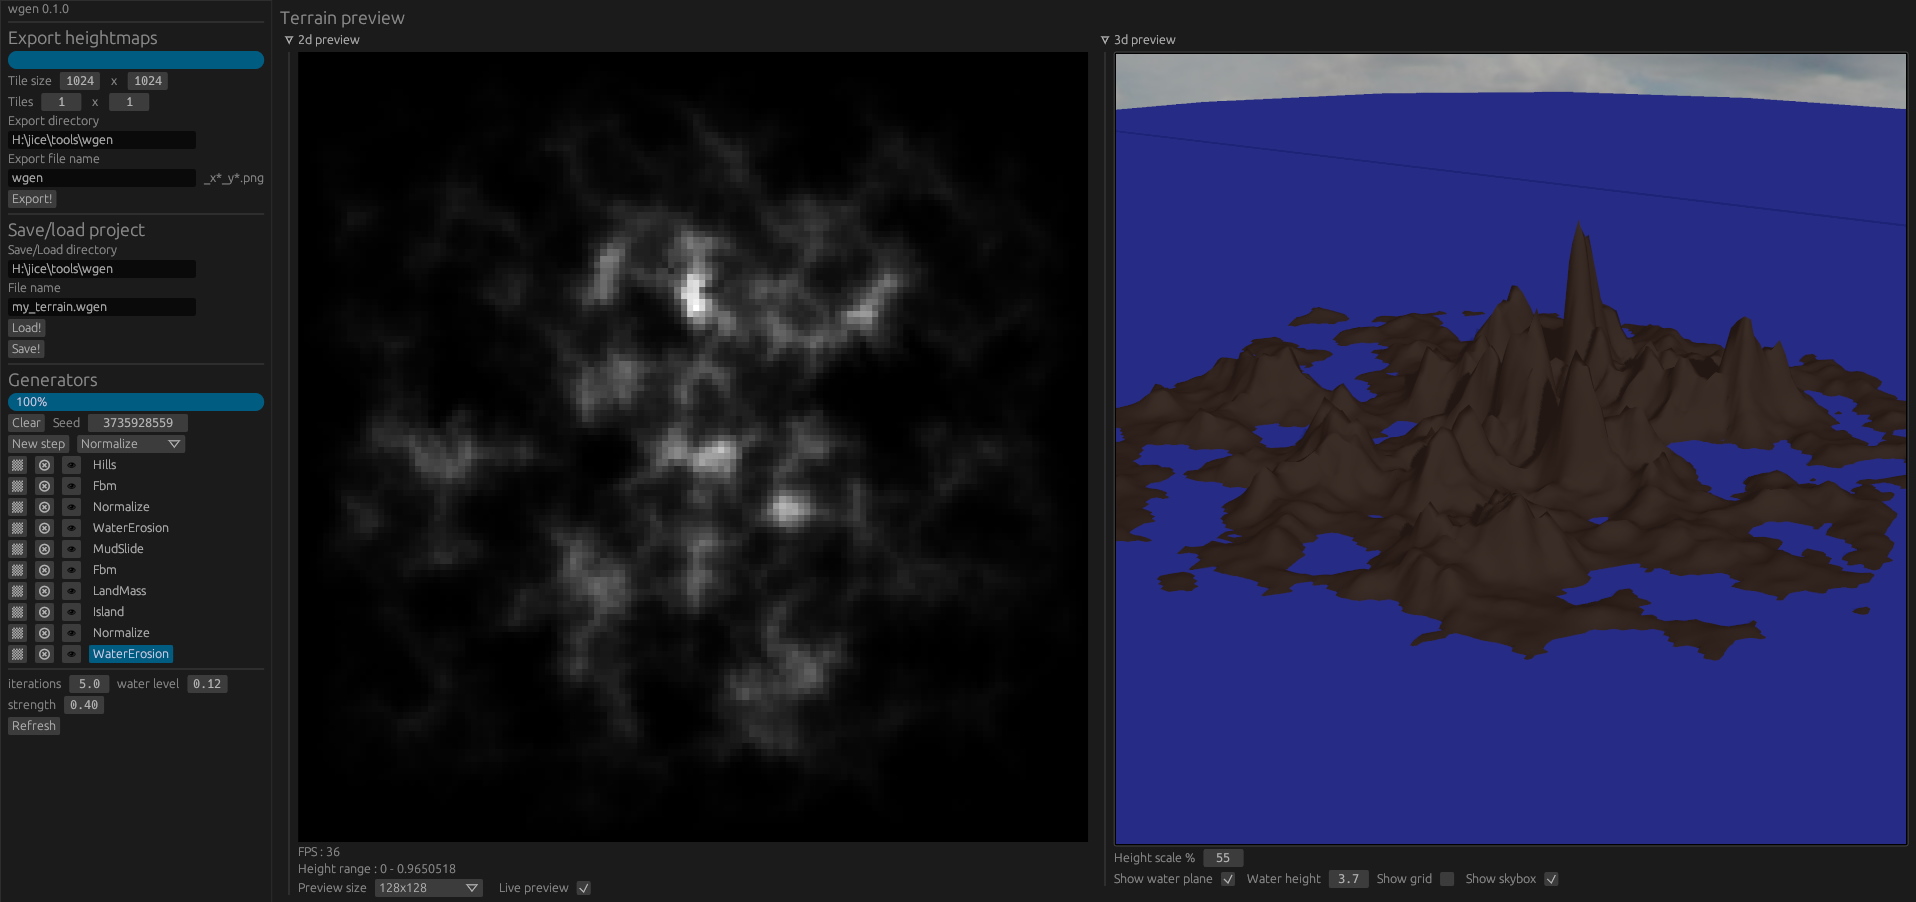 wgen 0.1.0
Export heightmaps
Tile size 1024 x 1024
Tiles 1 x 1
Export directory
H:\jice\tools\wgen
Export file name
wgen _x*_y*.png
Export!
Save/load project
Save/Load directory
H:\jice\tools\wgen
File name
my_terrain.wgen
Load!
Save!
Generators
100%
Clear Seed 3735928559
New step Normalize
Hills
Fbm
Normalize
WaterErosion
MudSlide
Fbm
LandMass
Island
Normalize
WaterErosion
iterations 5.0 water level 0.12
strength 0.40
Refresh
Terrain preview
2d preview
FPS : 36
Height range : 0 - 0.9650518
Preview size 128x128 Live preview
3d preview
Height scale % 55
Show water plane Water height 3.7 Show grid Show skybox